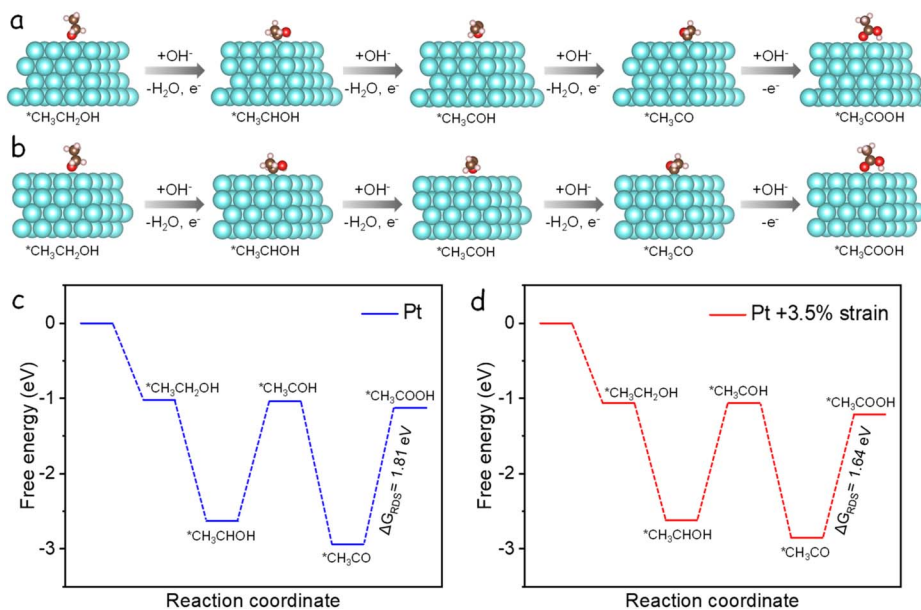 a
+OH⁻ +OH⁻ +OH⁻ +OH⁻
-H₂O, e⁻ -H₂O, e⁻ -H₂O, e⁻ -e⁻
*CH₃CH₂OH *CH₃CHOH *CH₃COH *CH₃CO *CH₃COOH
b
+OH⁻ +OH⁻ +OH⁻ +OH⁻
-H₂O, e⁻ -H₂O, e⁻ -H₂O, e⁻ -e⁻
*CH₃CH₂OH *CH₃CHOH *CH₃COH *CH₃CO *CH₃COOH
c
Pt
Free energy (eV)
0
-1
-2
-3
*CH₃CH₂OH
*CH₃CHOH
*CH₃COH
*CH₃CO
*CH₃COOH
ΔG_RDS= 1.81 eV
Reaction coordinate
d
Pt +3.5% strain
Free energy (eV)
0
-1
-2
-3
*CH₃CH₂OH
*CH₃CHOH
*CH₃COH
*CH₃CO
*CH₃COOH
ΔG_RDS= 1.64 eV
Reaction coordinate